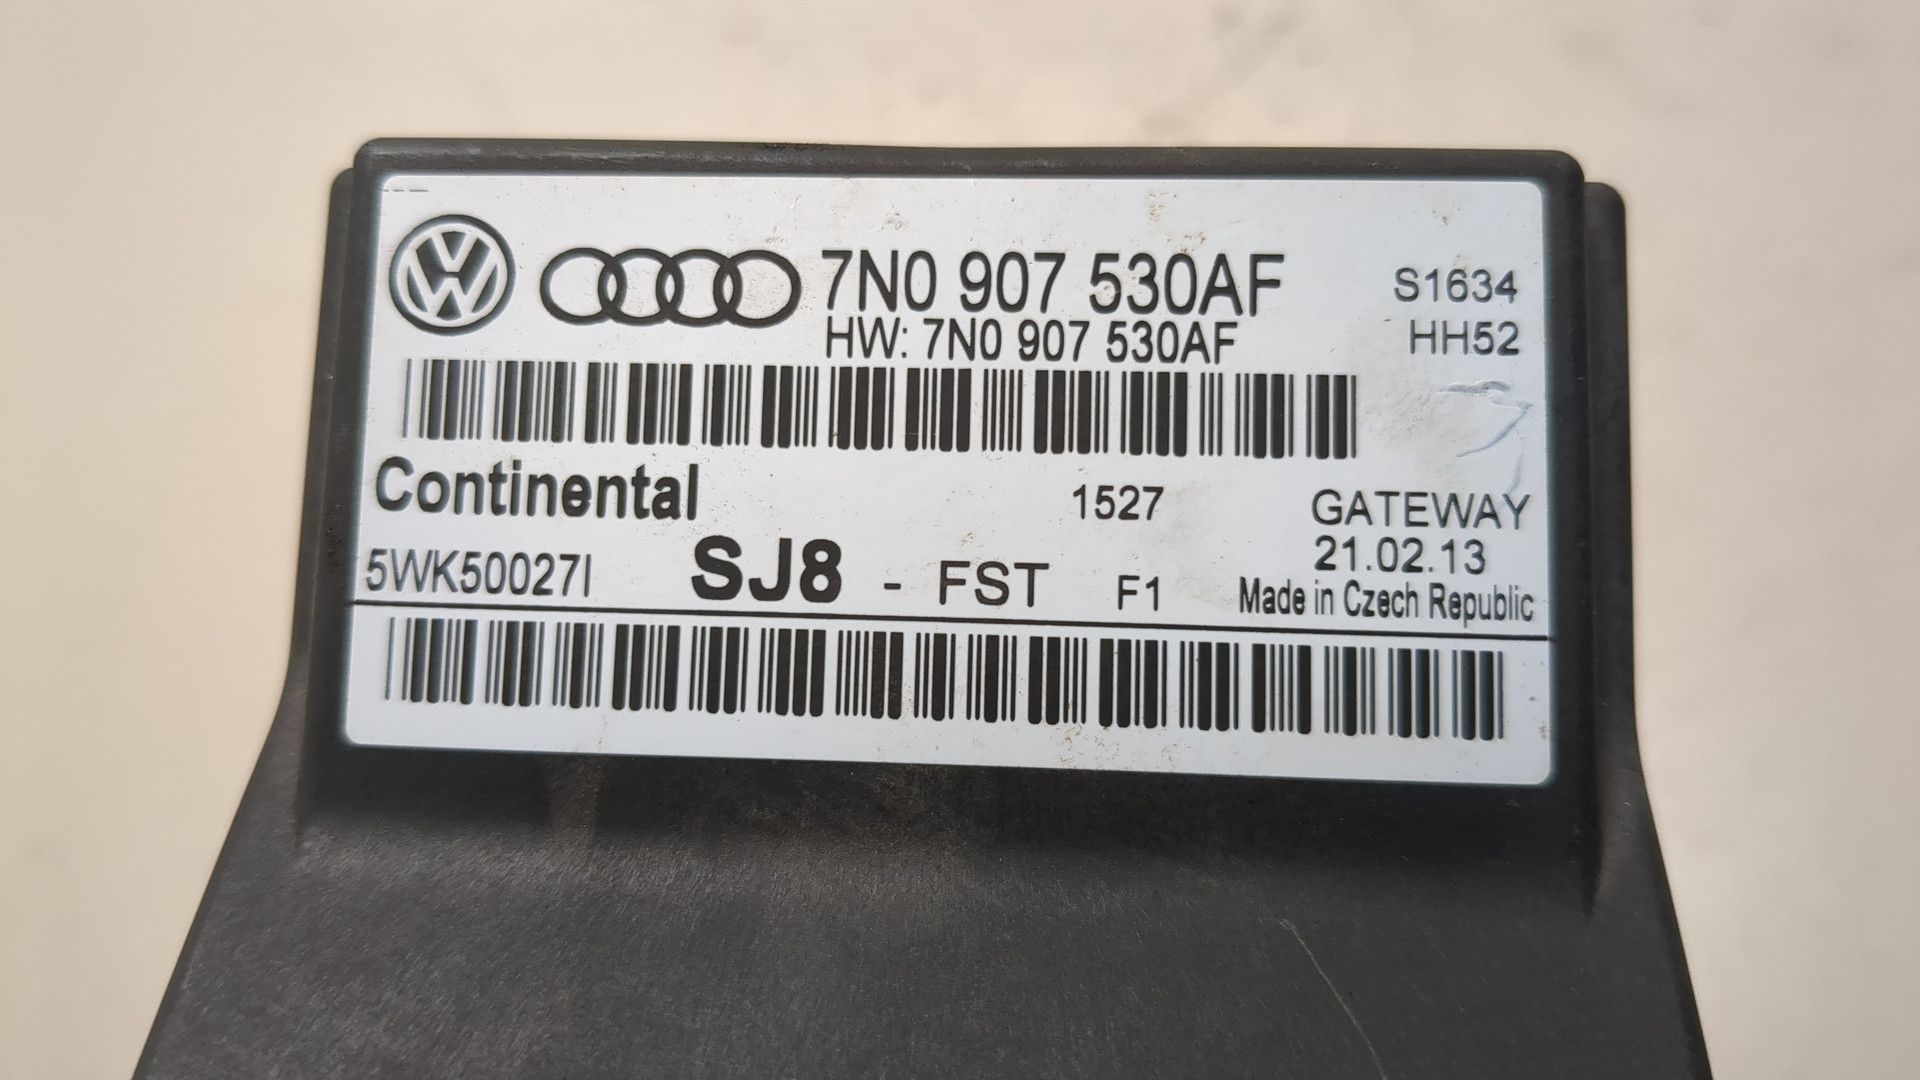 7N0 907 530AF S1634
HW: 7N0 907 530AF HH52
Continental 1527 GATEWAY
21.02.13
5WK50027I SJ8 - FST F1 Made in Czech Republic